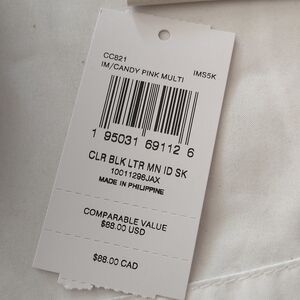 CC821
IM/CANDY PINK MULTI IMS5K
1 95031 69112 6
CLR BLK LTR MN ID SK
10011298JAX
MADE IN PHILIPPINE
COMPARABLE VALUE
$88.00 USD
$88.00 CAD